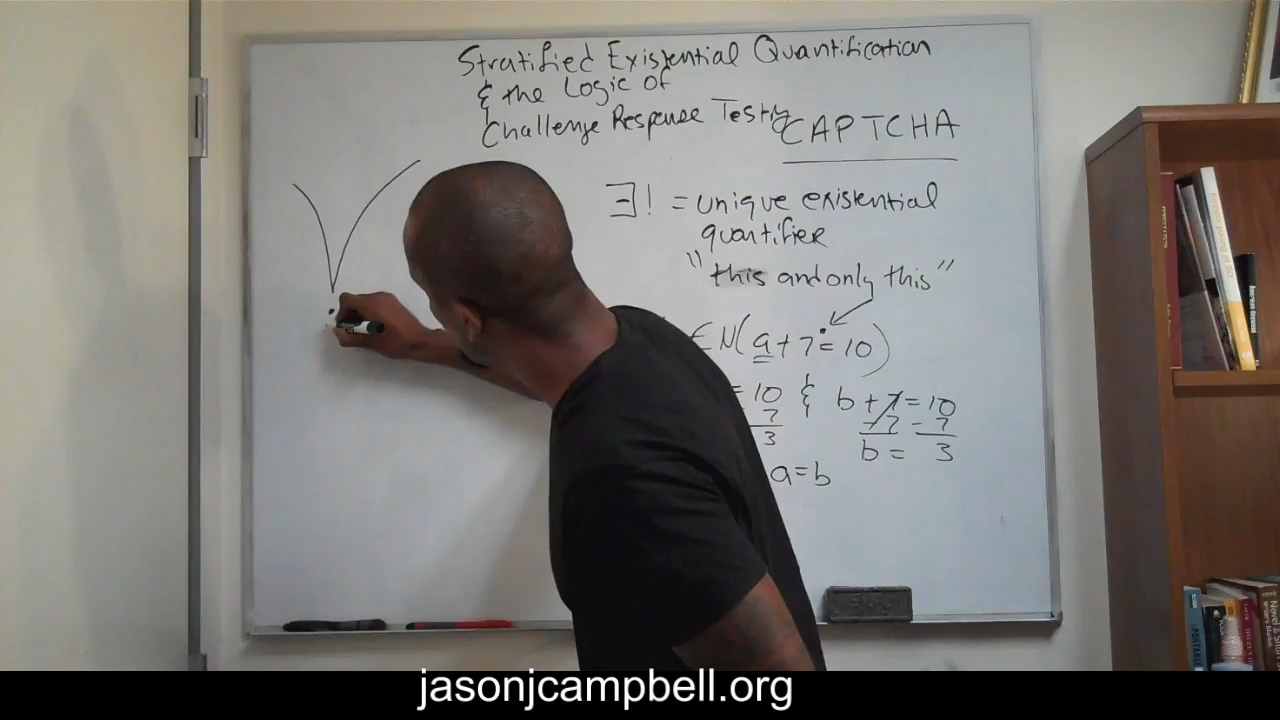 Stratified Existential Quantification
& the Logic of
Challenge Response Testing
CAPTCHA
∃! = unique existential
quantifier
"this and only this"
∈N(a+7=10)
= 10 & b+7=10
7 -7 -7
3 b= 3
a=b
jasonjcampbell.org